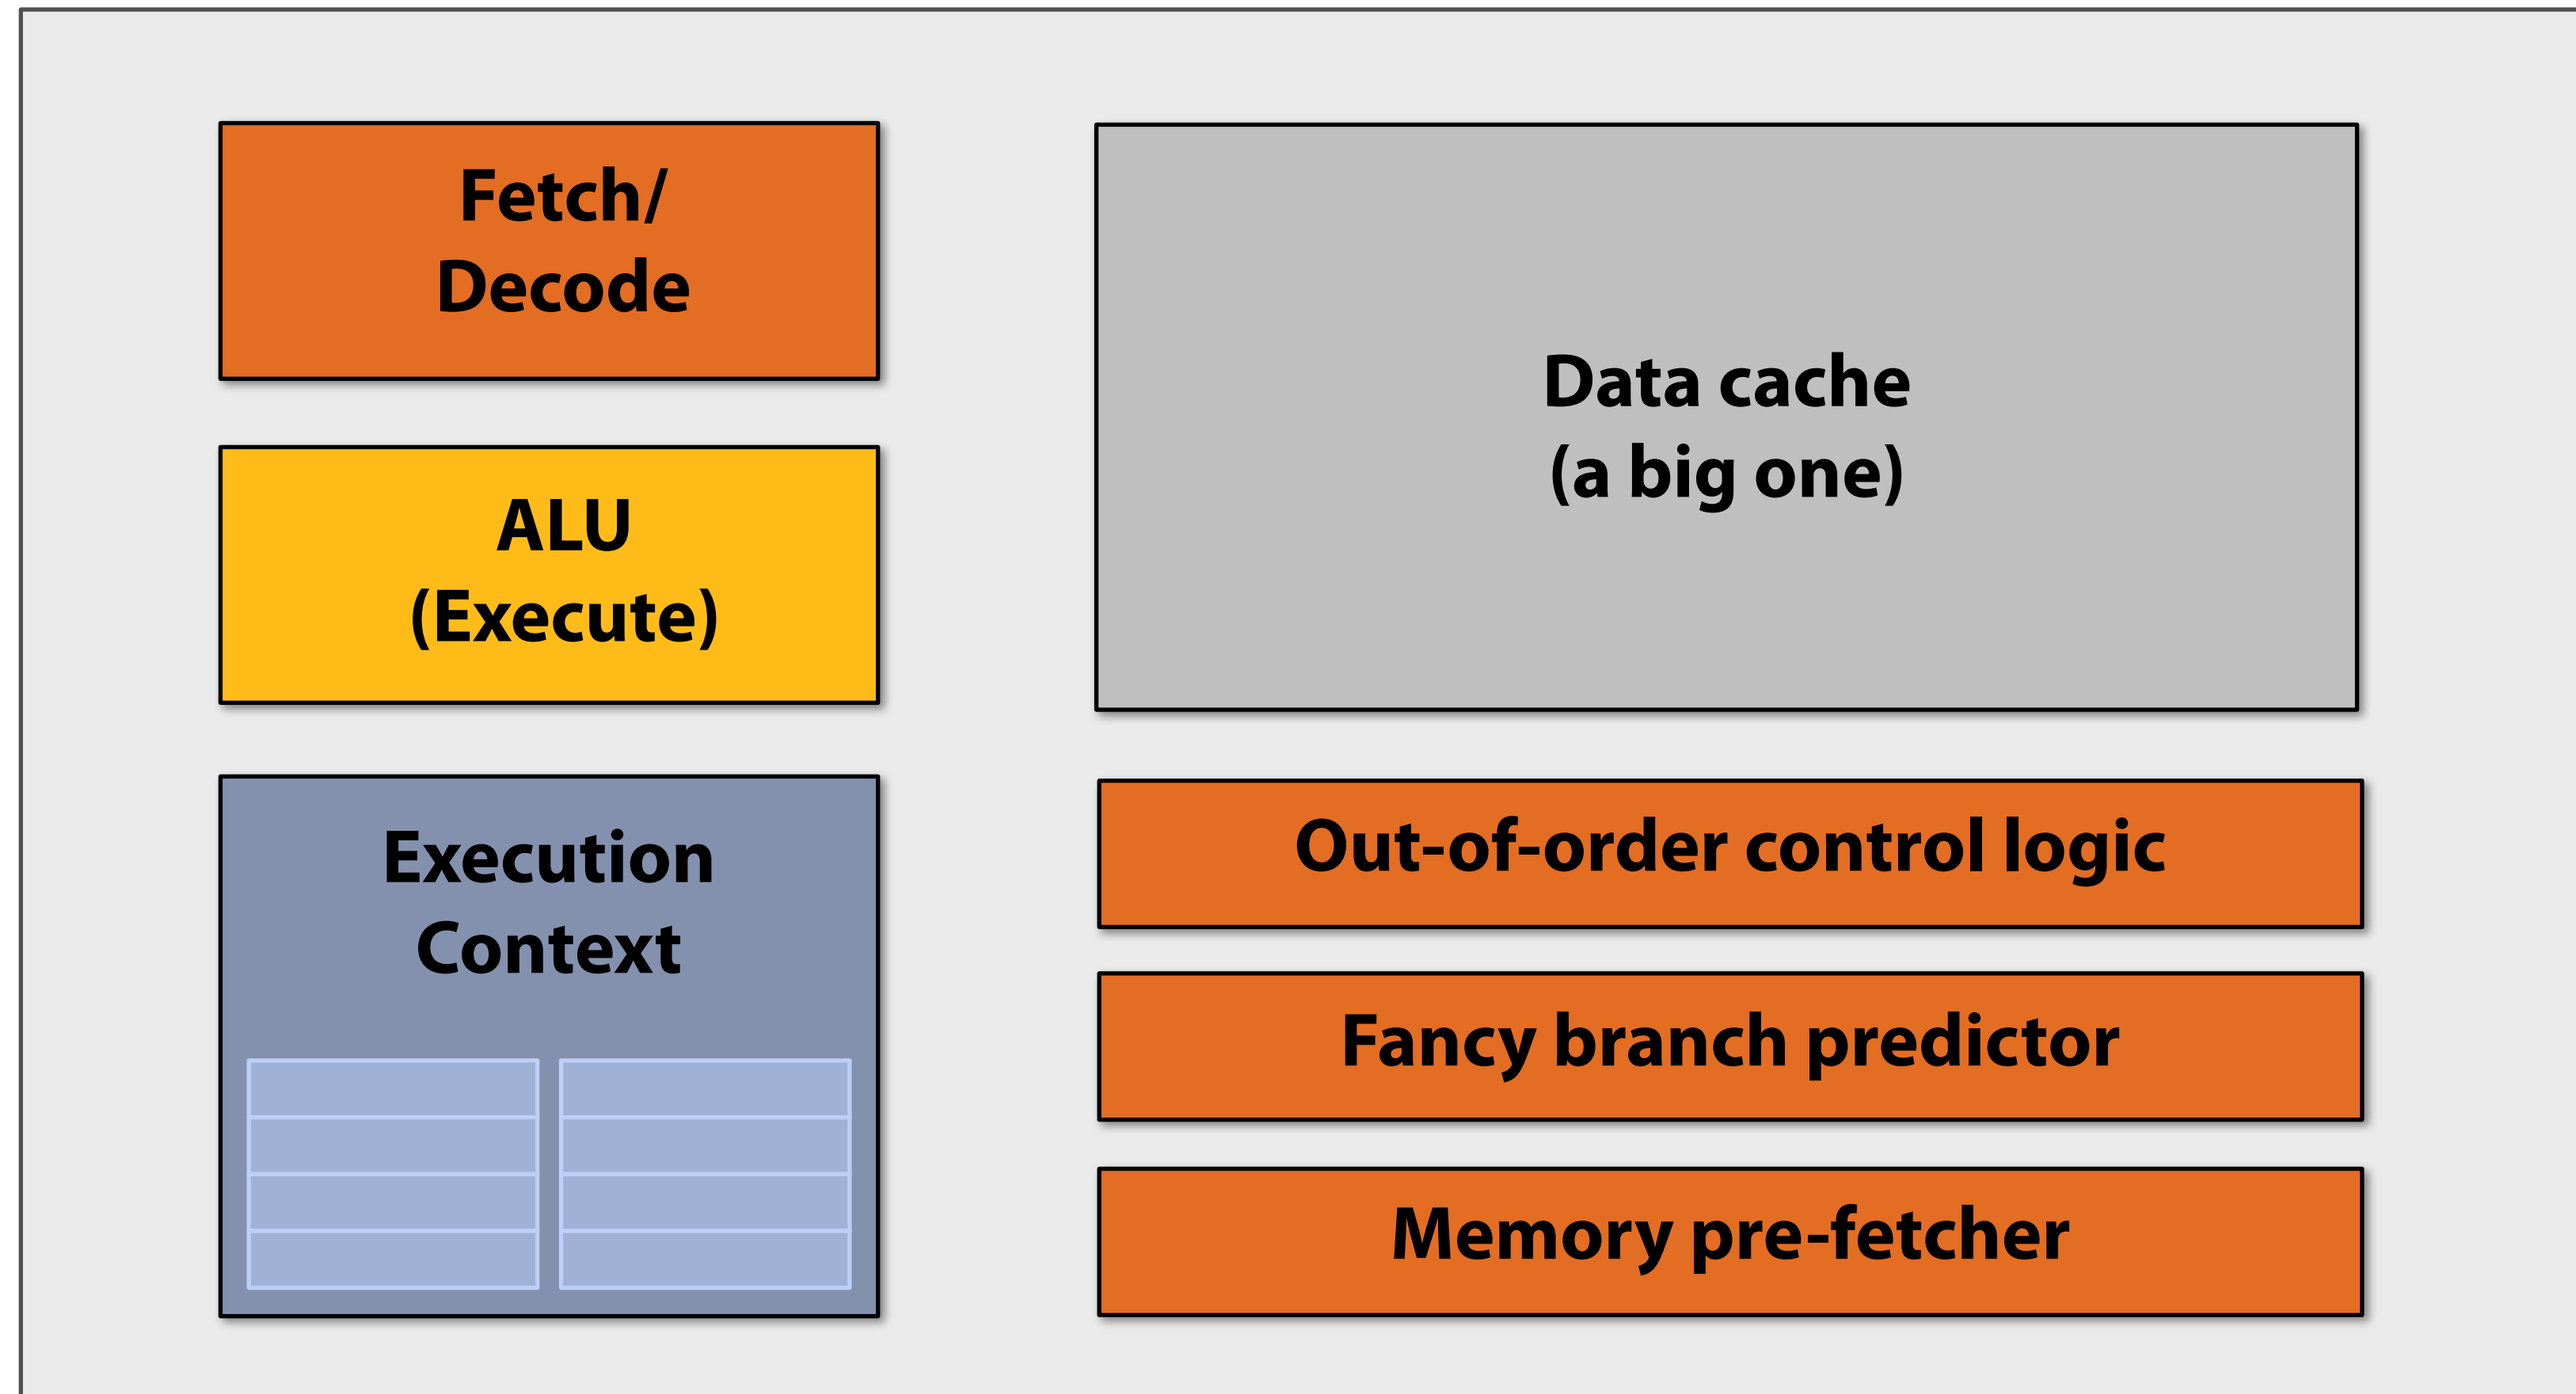 Fetch/
Decode
ALU
(Execute)
Execution
Context
Data cache
(a big one)
Out-of-order control logic
Fancy branch predictor
Memory pre-fetcher